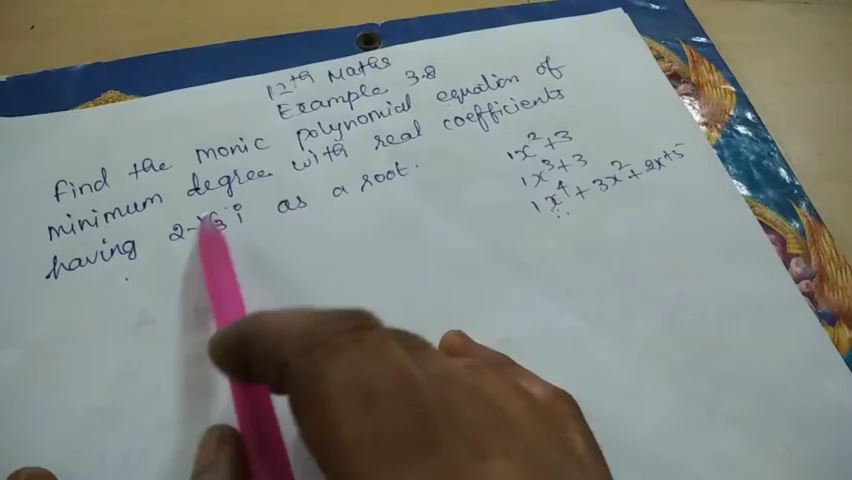 12th Maths
Example 3.8
Find the monic polynomial equation of
minimum degree with real coefficients
having 2-√3 i as a root.
1x²+3
1x³+3
1x⁴+3x²+2x+5